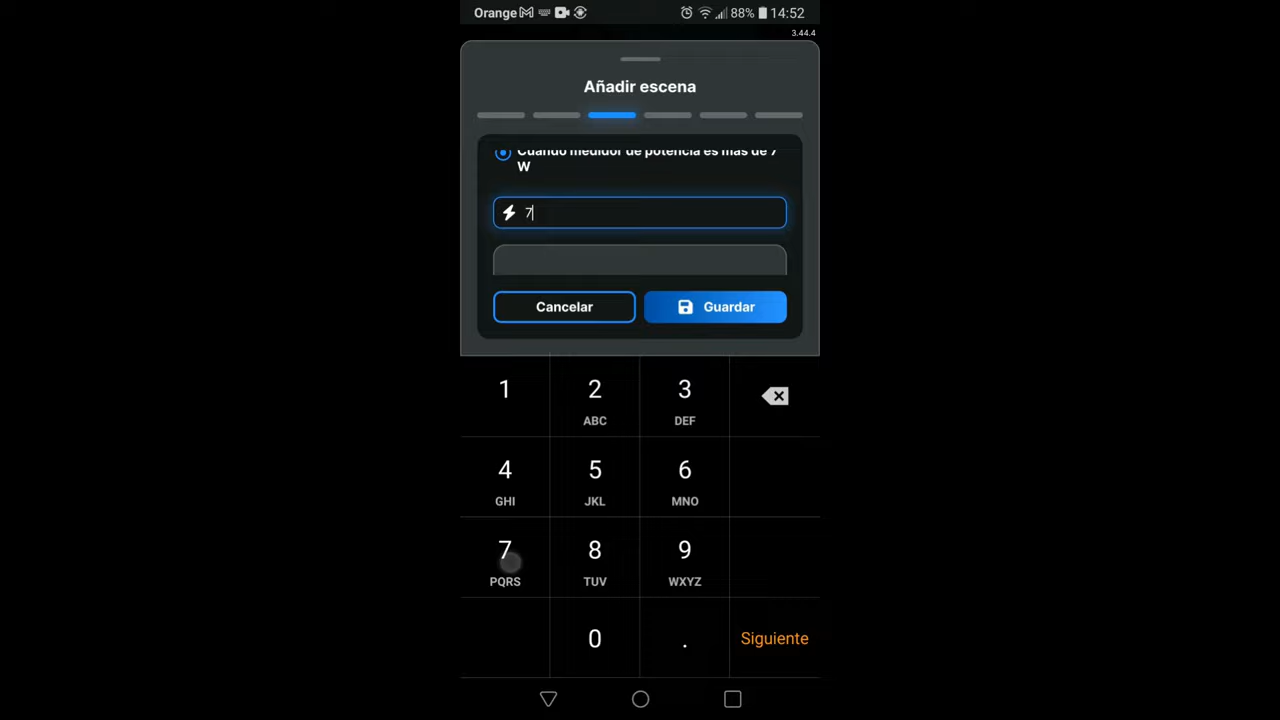 Orange 88% 14:52
3.44.4
Añadir escena
Cuando medidor de potencia es más de 7
W
7
Cancelar Guardar
1 2 3
ABC DEF
4 5 6
GHI JKL MNO
7 8 9
PQRS TUV WXYZ
0 . Siguiente